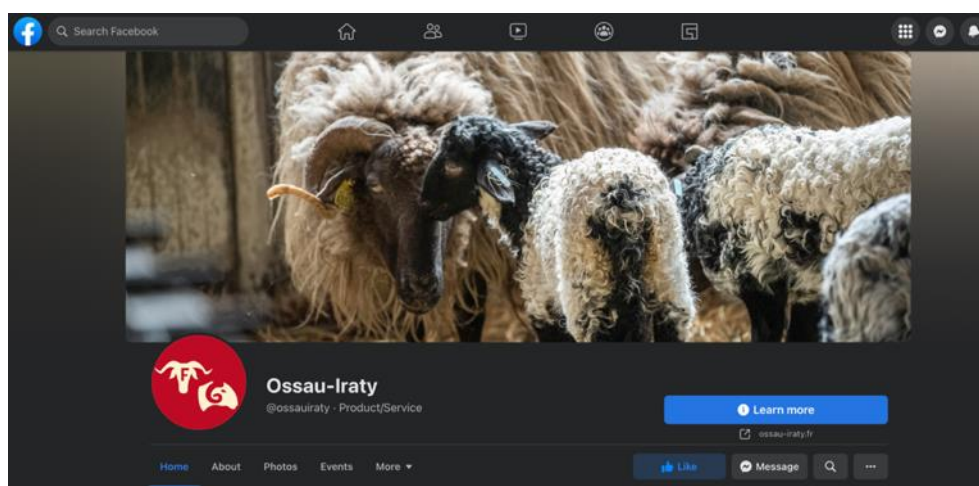 Search Facebook
Ossau-Iraty
@ossauiraty · Product/Service
Learn more
ossau-iraty.fr
Home About Photos Events More
Like Message